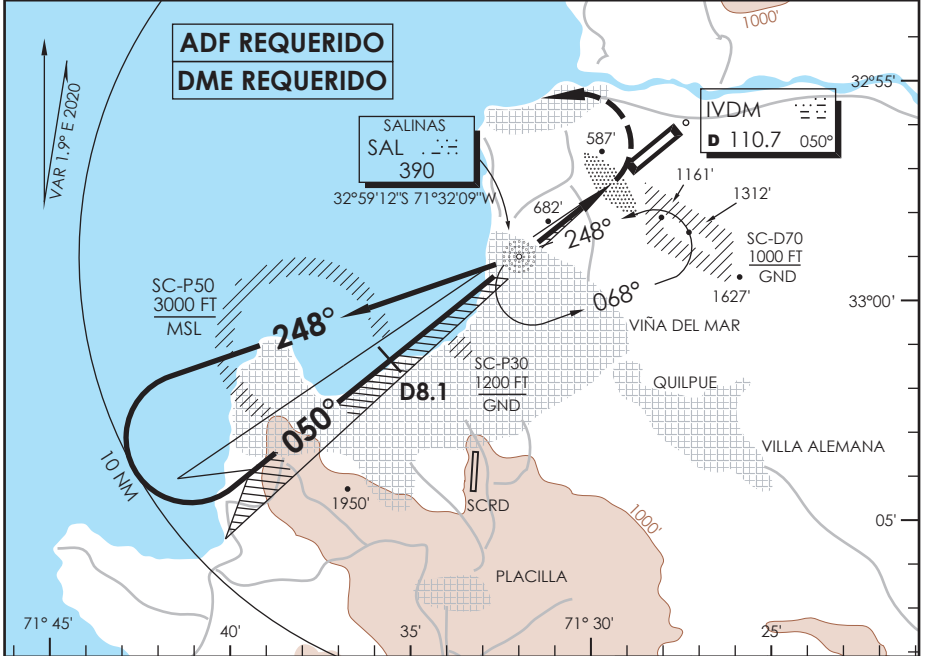 ADF REQUERIDO
DME REQUERIDO
1000'
32°55'
VAR 1.9° E 2020
SALINAS
SAL
390
32°59'12"S 71°32'09"W
IVDM
D 110.7 050°
587'
1161'
1312'
682'
248°
SC-D70
1000 FT
GND
SC-P50
3000 FT
MSL
1627'
068°
33°00'
248°
VIÑA DEL MAR
SC-P30
1200 FT
GND
D8.1
QUILPUE
050°
VILLA ALEMANA
10 NM
1950'
SCRD
1000'
05'
PLACILLA
71° 45'
40'
35'
71° 30'
25'